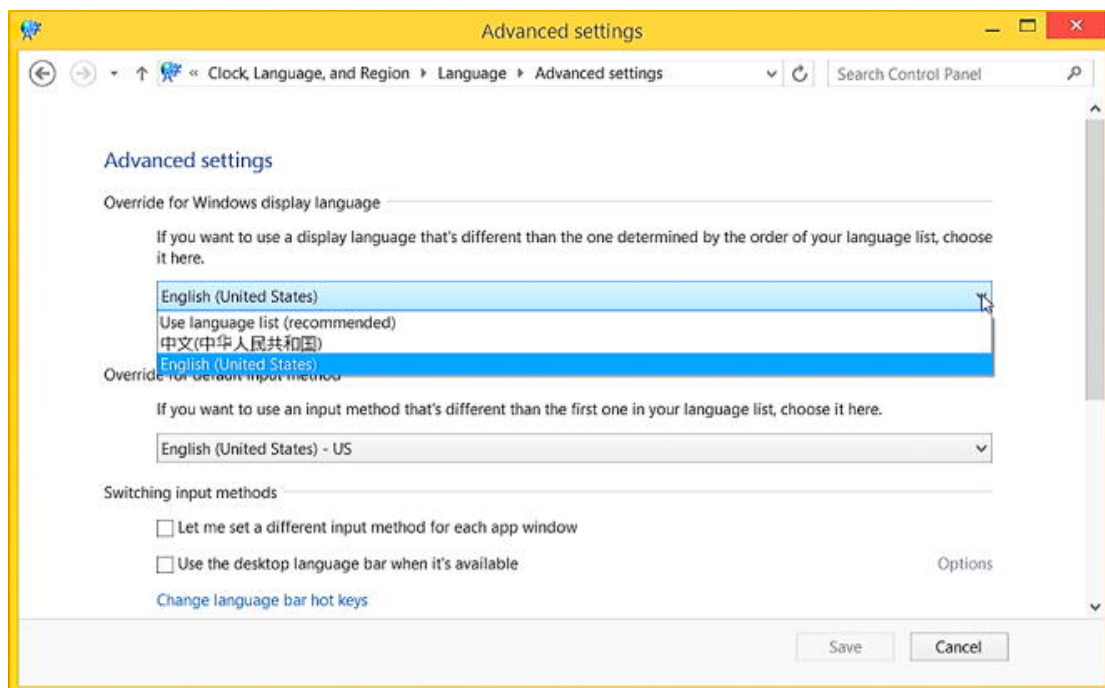 Advanced settings
« Clock, Language, and Region ▸ Language ▸ Advanced settings
Search Control Panel
Advanced settings
Override for Windows display language
If you want to use a display language that's different than the one determined by the order of your language list, choose
it here.
English (United States)
Use language list (recommended)
中文(中华人民共和国)
English (United States)
Override for default input method
If you want to use an input method that's different than the first one in your language list, choose it here.
English (United States) - US
Switching input methods
Let me set a different input method for each app window
Use the desktop language bar when it's available
Options
Change language bar hot keys
Save
Cancel